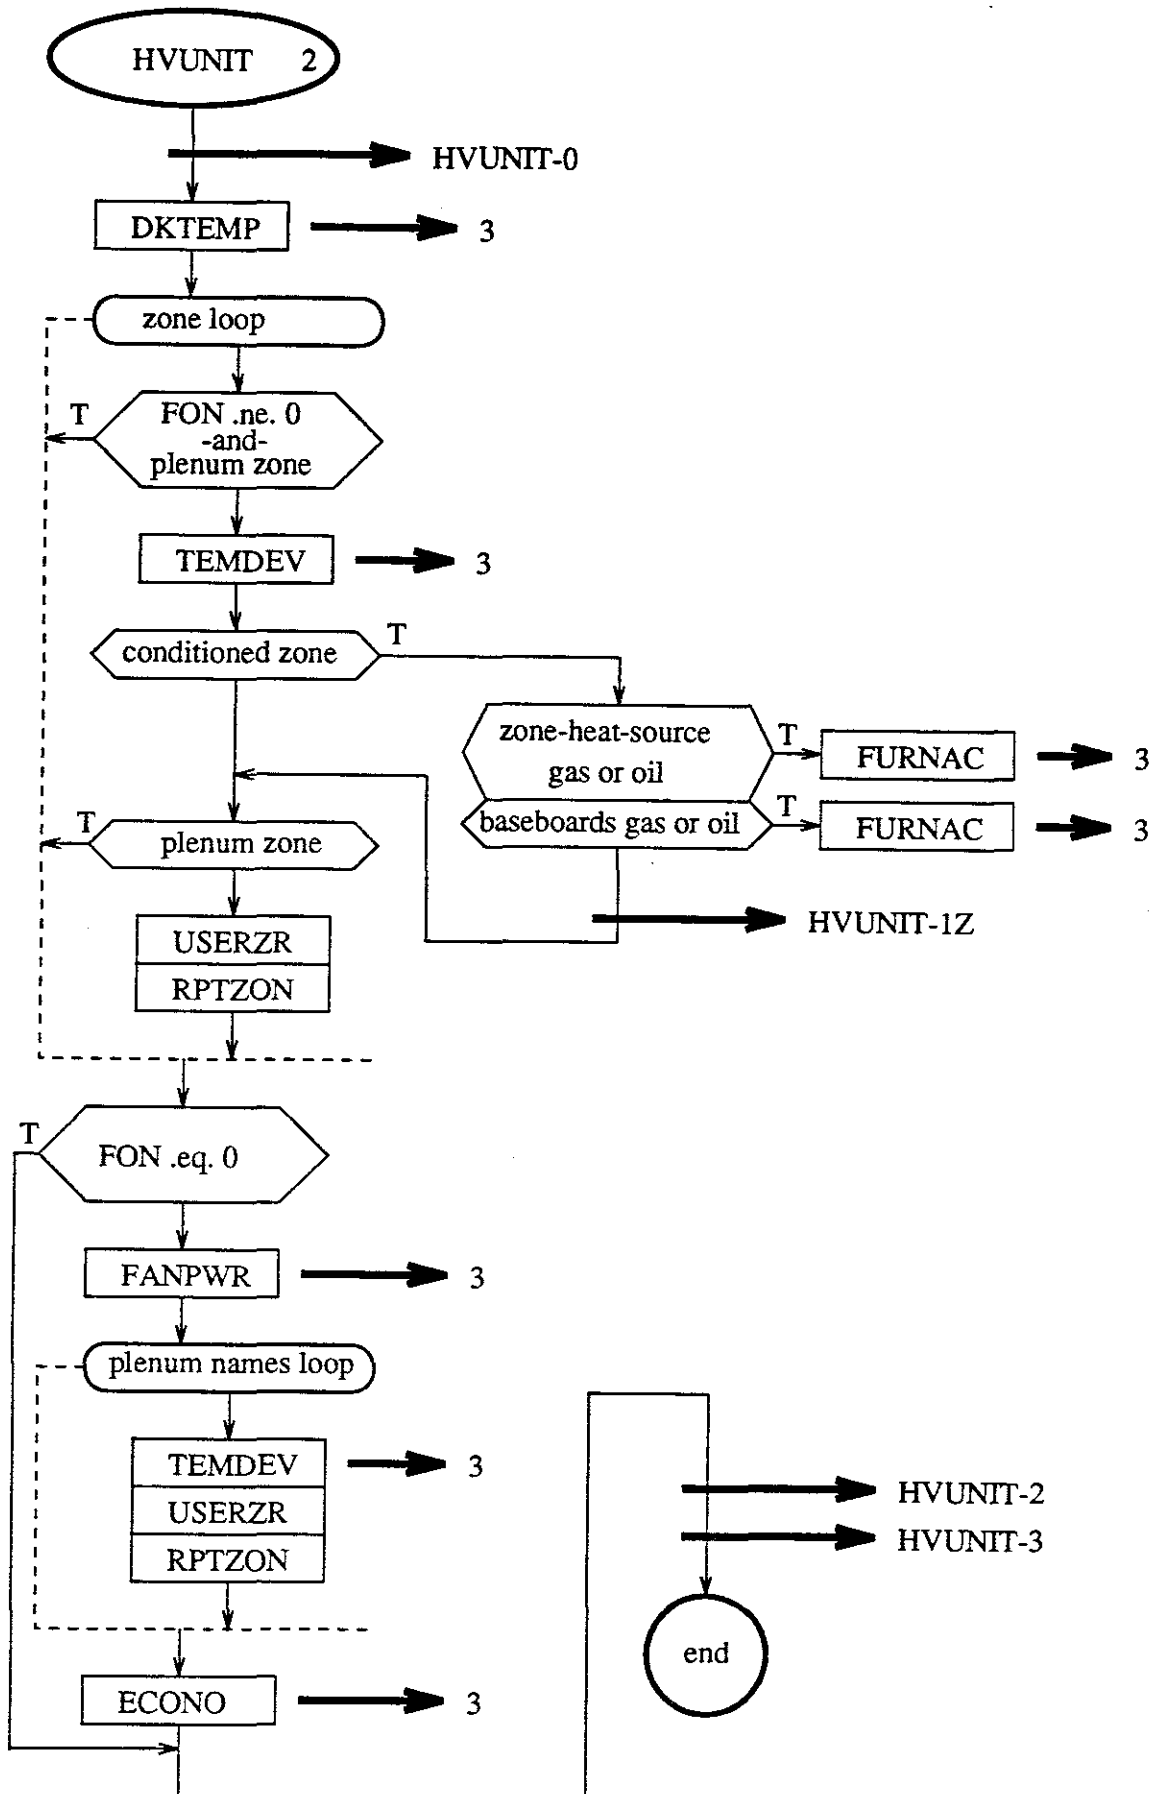 HVUNIT 2
HVUNIT-0
DKTEMP 3
zone loop
T
FON .ne. 0
-and-
plenum zone
TEMDEV 3
conditioned zone T
zone-heat-source
gas or oil
T FURNAC 3
baseboards gas or oil T FURNAC 3
T plenum zone
HVUNIT-1Z
USERZR
RPTZON
T
FON .eq. 0
FANPWR 3
plenum names loop
TEMDEV 3
USERZR
RPTZON
ECONO 3
HVUNIT-2
HVUNIT-3
end